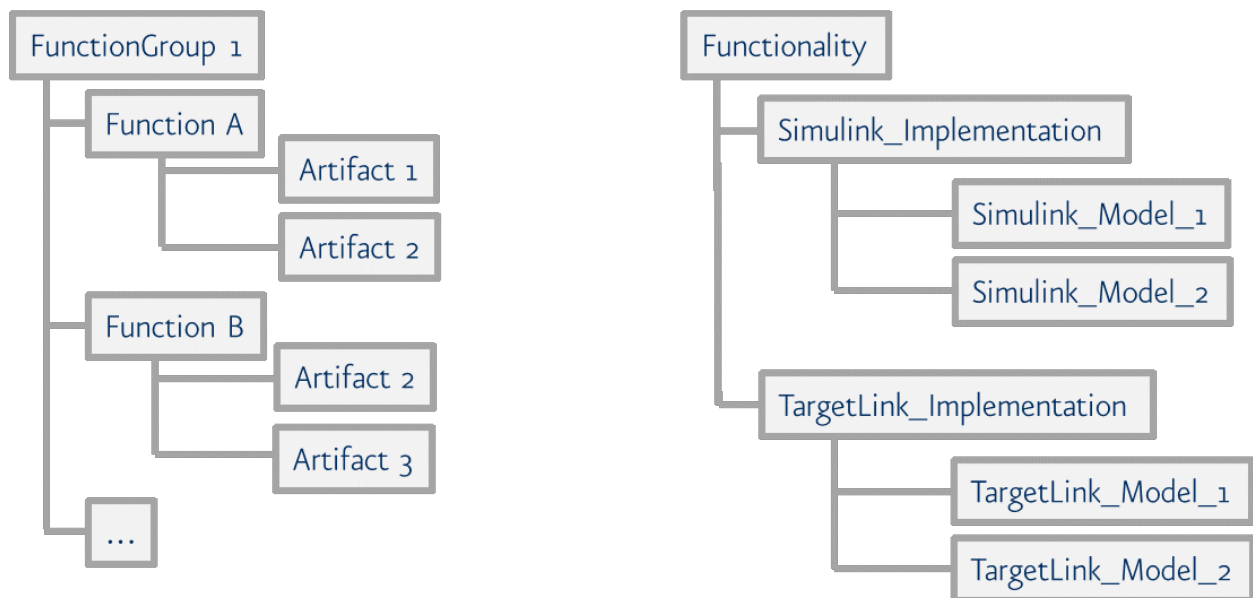 FunctionGroup 1
Function A
Artifact 1
Artifact 2
Function B
Artifact 2
Artifact 3
...
Functionality
Simulink_Implementation
Simulink_Model_1
Simulink_Model_2
TargetLink_Implementation
TargetLink_Model_1
TargetLink_Model_2